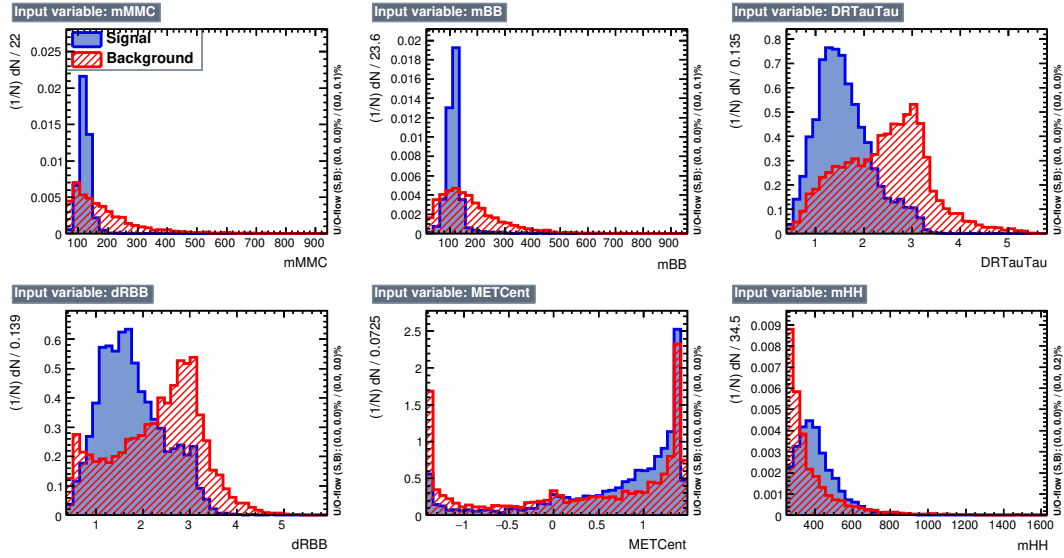 Input variable: mMMC
Signal
Background
(1/N) dN / 22
0.025
0.02
0.015
0.01
0.005
0
100 200 300 400 500 600 700 800 900
mMMC
U/O-flow (S,B): (0.0, 0.0)% / (0.0, 0.1)%
Input variable: mBB
(1/N) dN / 23.6
0.02
0.018
0.016
0.014
0.012
0.01
0.008
0.006
0.004
0.002
0
100 200 300 400 500 600 700 800 900
mBB
U/O-flow (S,B): (0.0, 0.0)% / (0.0, 0.1)%
Input variable: DRTauTau
(1/N) dN / 0.135
0.8
0.7
0.6
0.5
0.4
0.3
0.2
0.1
0
1 2 3 4 5
DRTauTau
U/O-flow (S,B): (0.0, 0.0)% / (0.0, 0.0)%
Input variable: dRBB
(1/N) dN / 0.139
0.6
0.5
0.4
0.3
0.2
0.1
0
1 2 3 4 5
dRBB
U/O-flow (S,B): (0.0, 0.0)% / (0.0, 0.0)%
Input variable: METCent
(1/N) dN / 0.0725
2.5
2
1.5
1
0.5
0
−1 −0.5 0 0.5 1
METCent
U/O-flow (S,B): (0.0, 0.0)% / (0.0, 0.0)%
Input variable: mHH
(1/N) dN / 34.5
0.009
0.008
0.007
0.006
0.005
0.004
0.003
0.002
0.001
0
400 600 800 1000 1200 1400 1600
mHH
U/O-flow (S,B): (0.0, 0.0)% / (0.0, 0.2)%